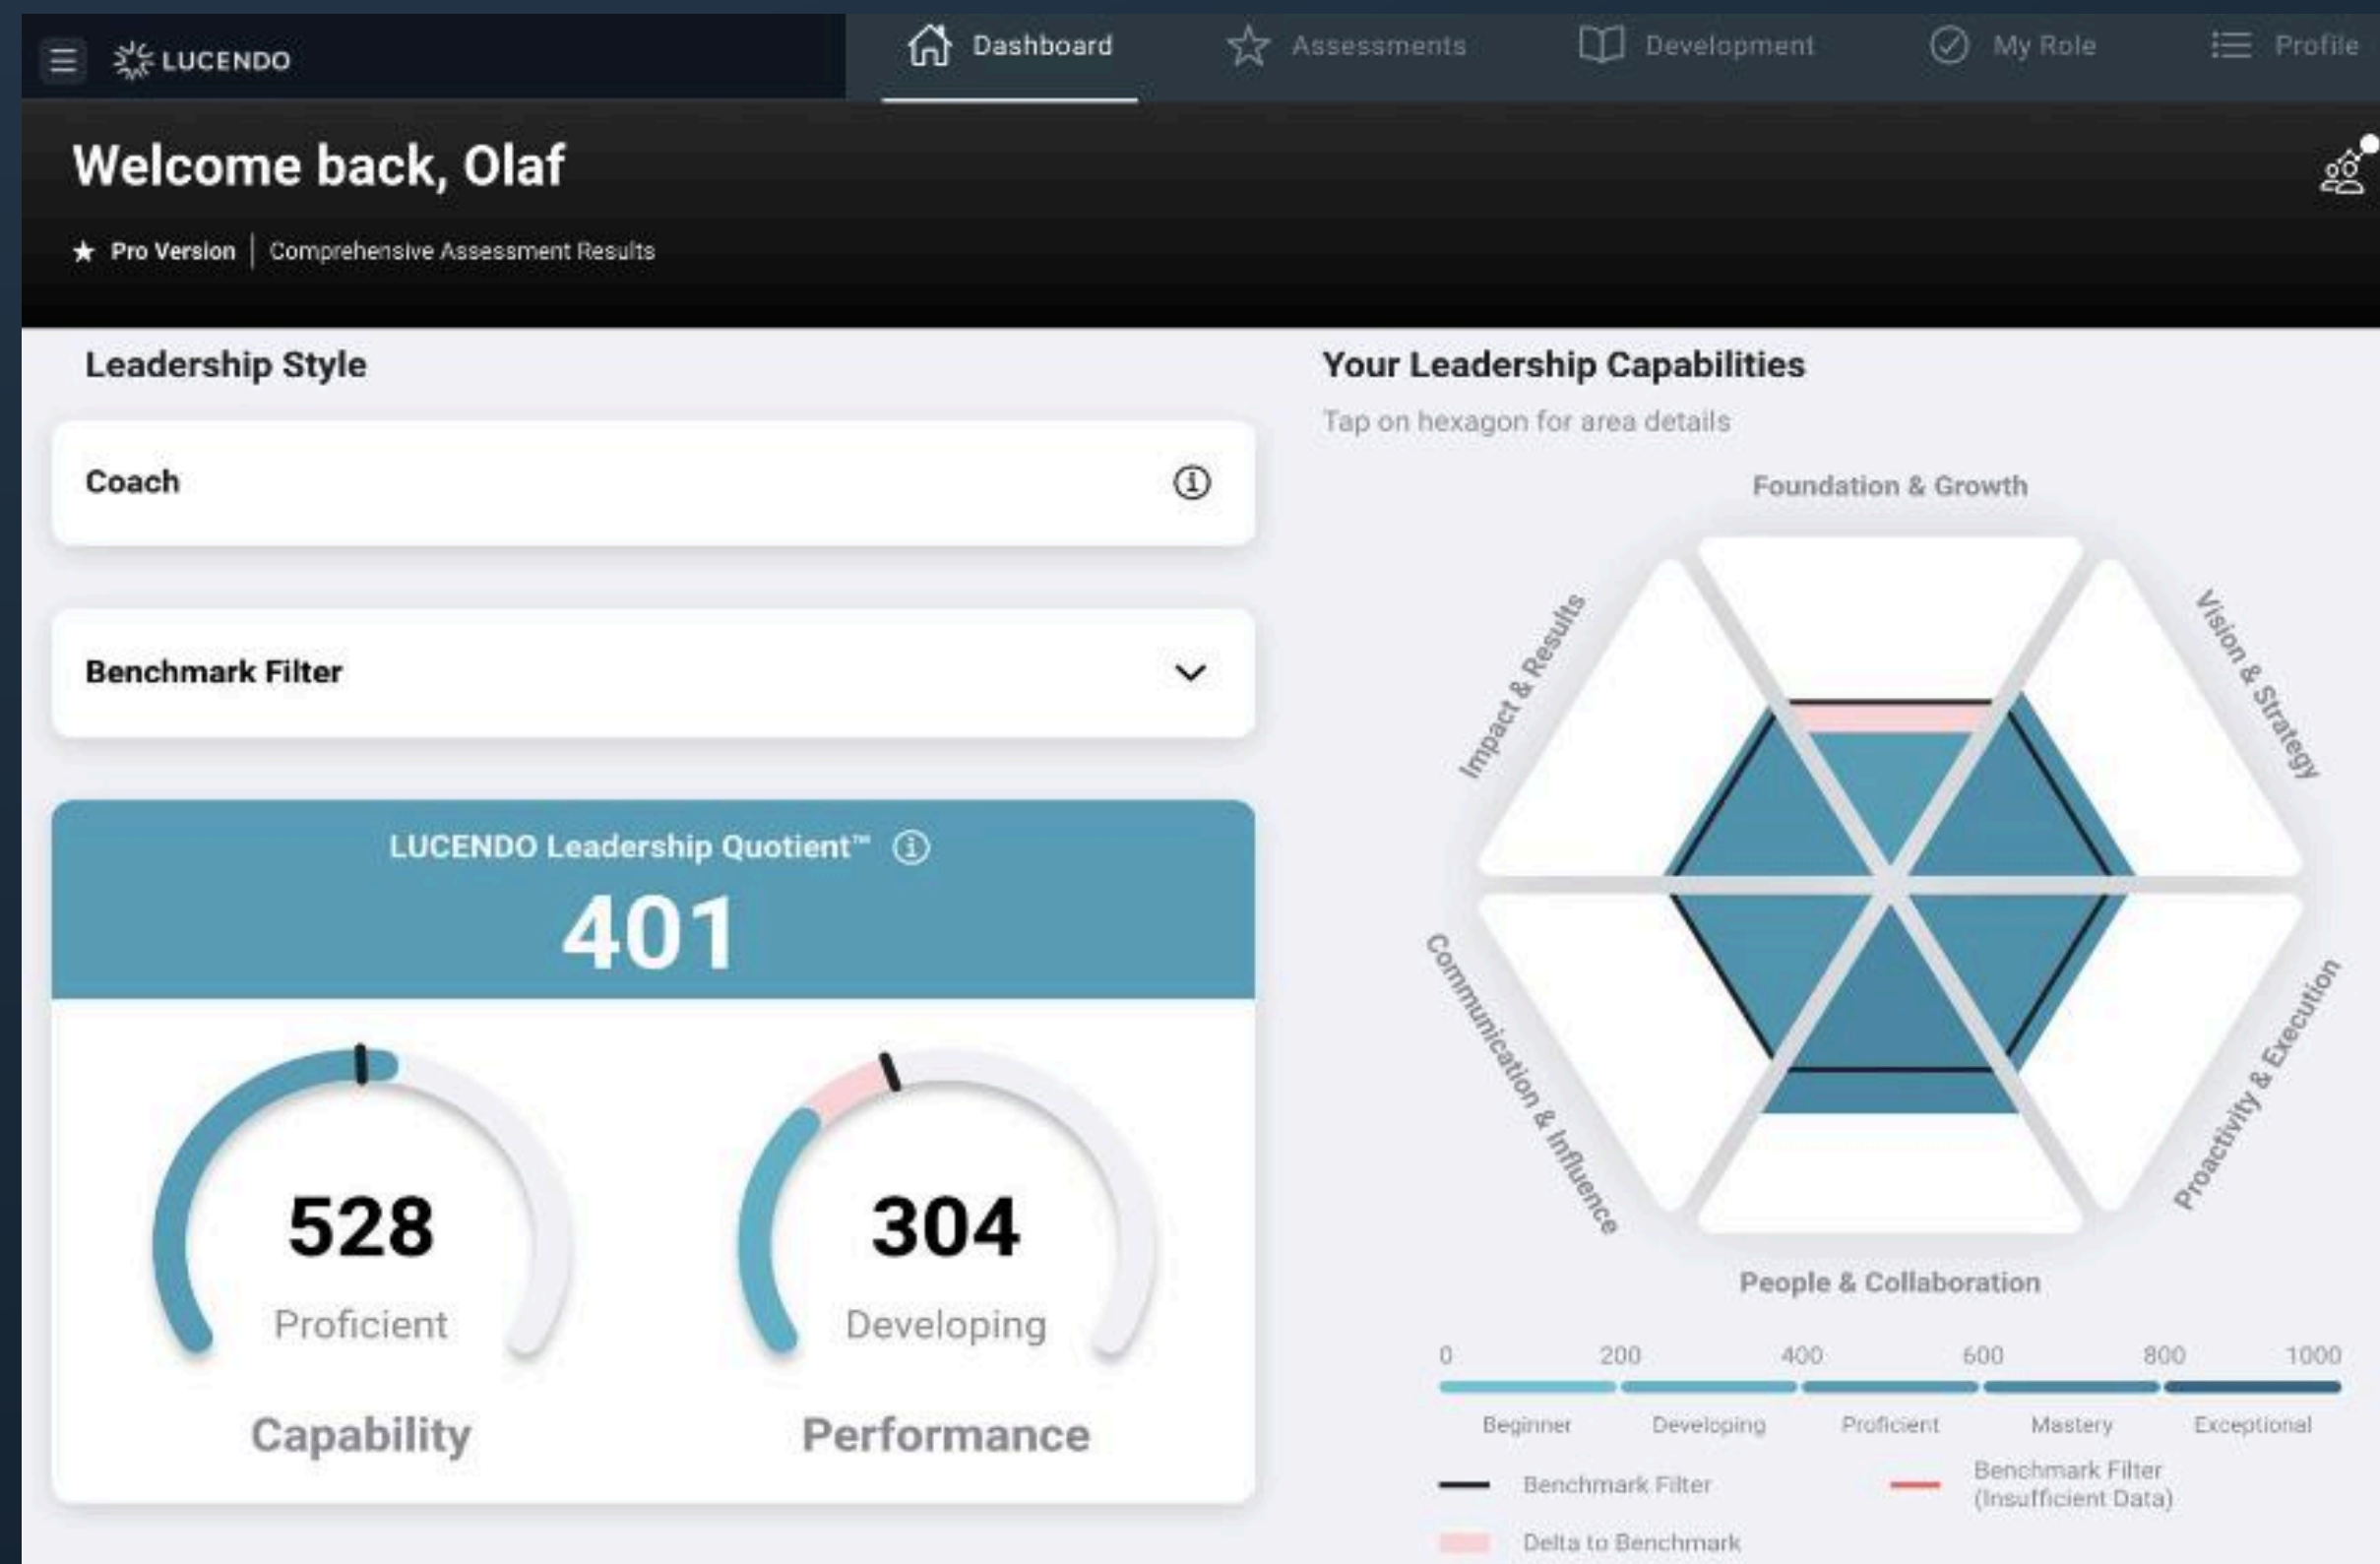 LUCENDO
Dashboard
Assessments
Development
My Role
Profile
Welcome back, Olaf
Pro Version | Comprehensive Assessment Results
Leadership Style
Coach
Benchmark Filter
LUCENDO Leadership Quotient™
401
528
Proficient
Capability
304
Developing
Performance
Your Leadership Capabilities
Tap on hexagon for area details
Foundation & Growth
Vision & Strategy
Proactivity & Execution
People & Collaboration
Communication & Influence
Impact & Results
0 200 400 600 800 1000
Beginner Developing Proficient Mastery Exceptional
Benchmark Filter
Benchmark Filter
(Insufficient Data)
Delta to Benchmark